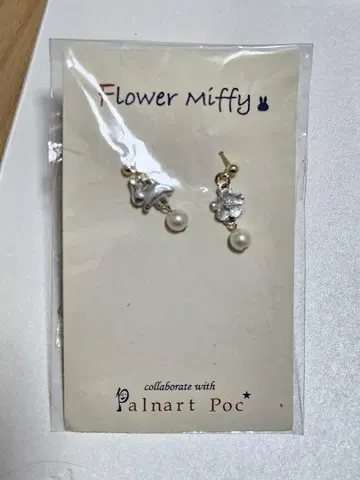 Flower Miffy
collaborate with
Palnart Poc